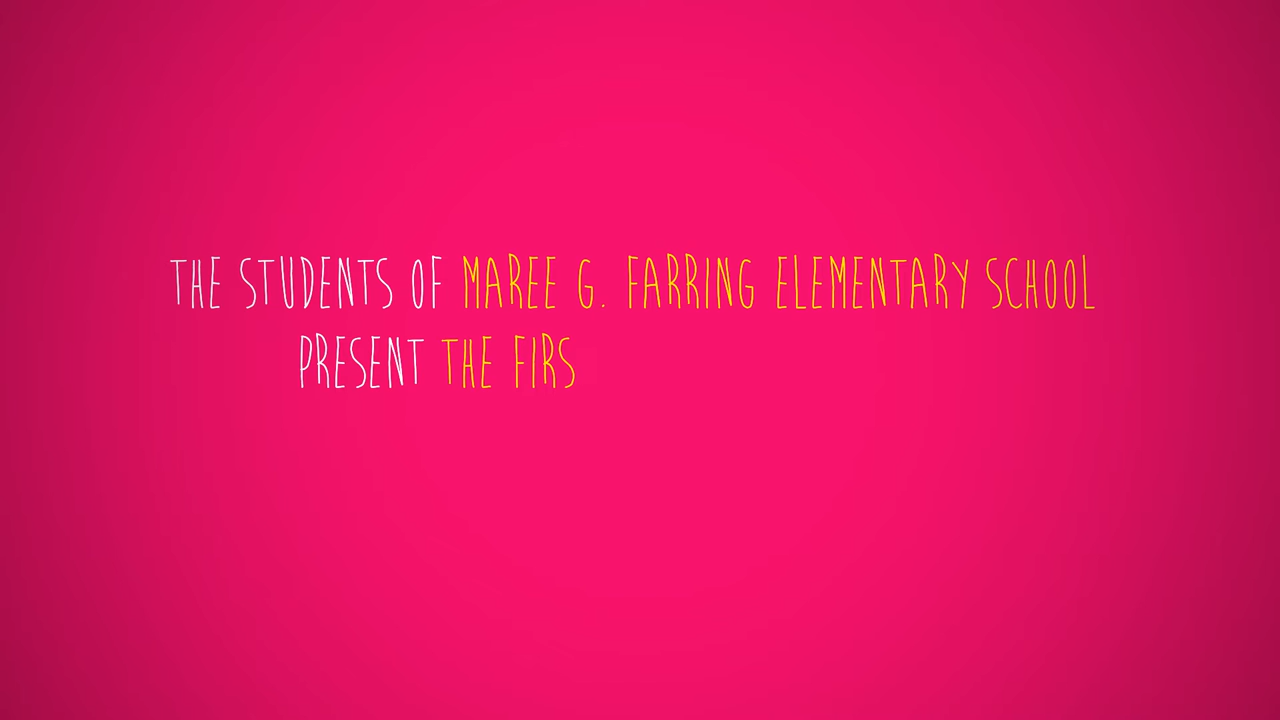 THE STUDENTS OF MAREE G. FARRING ELEMENTARY SCHOOL
PRESENT THE FIRS